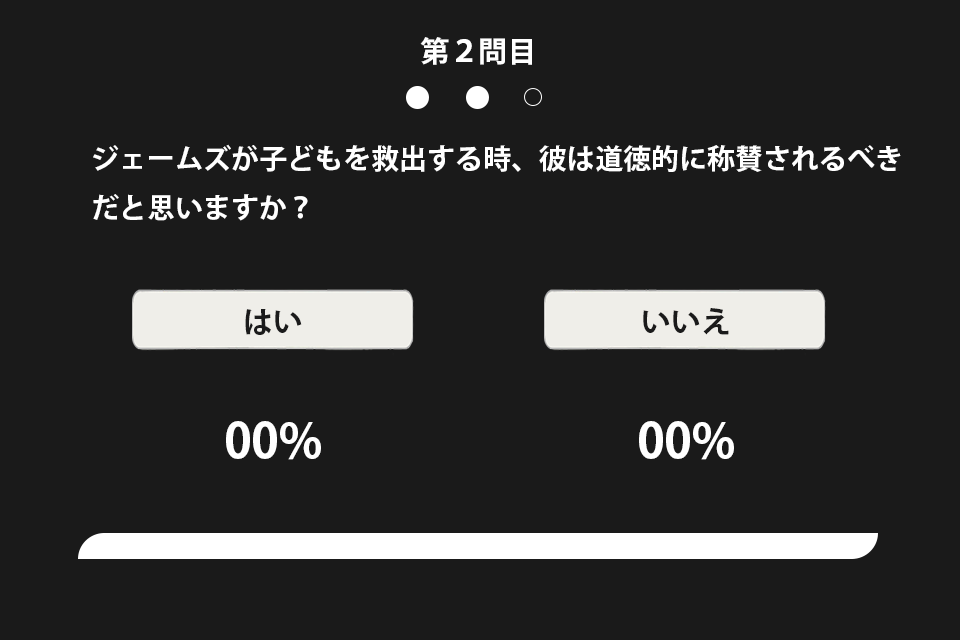 第２問目
ジェームズが子どもを救出する時、彼は道徳的に称賛されるべき
だと思いますか？
はい
いいえ
00%
00%